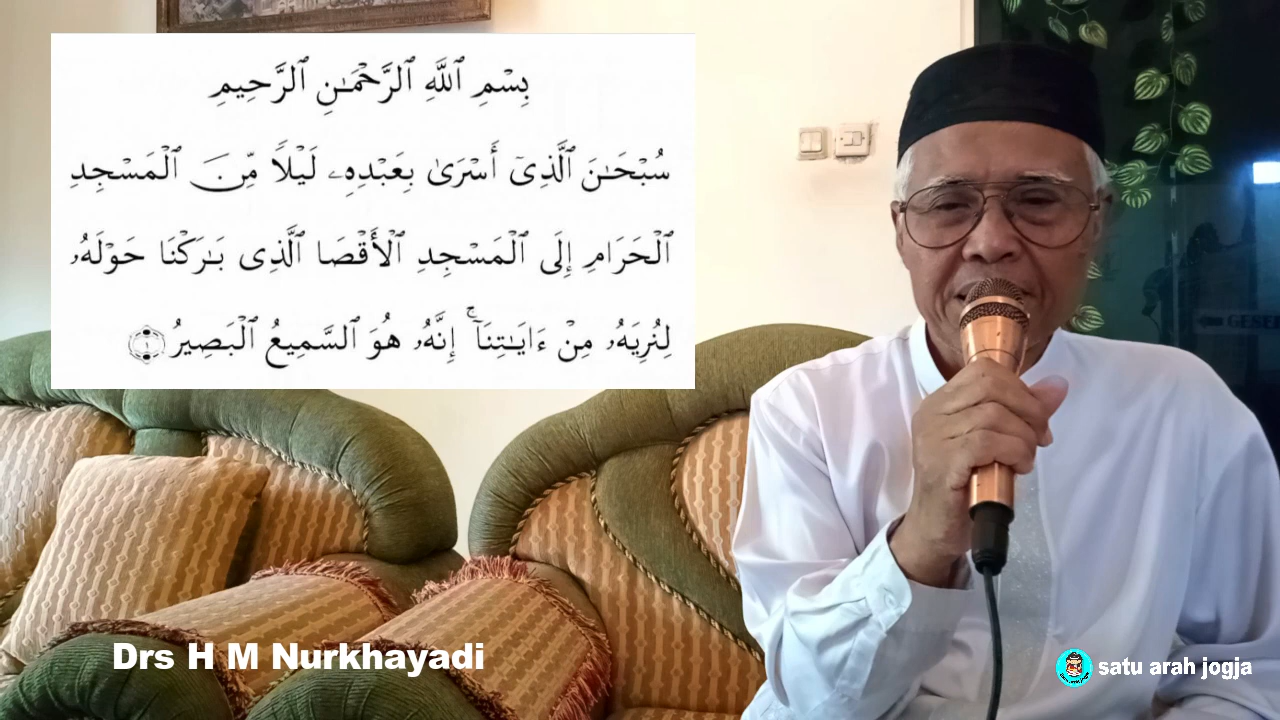 بِسْمِ ٱللَّهِ ٱلرَّحْمَـٰنِ ٱلرَّحِيمِ
سُبْحَـٰنَ ٱلَّذِىٓ أَسْرَىٰ بِعَبْدِهِۦ لَيْلًا مِّنَ ٱلْمَسْجِدِ
ٱلْحَرَامِ إِلَى ٱلْمَسْجِدِ ٱلْأَقْصَا ٱلَّذِى بَـٰرَكْنَا حَوْلَهُۥ
لِنُرِيَهُۥ مِنْ ءَايَـٰتِنَآ ۚ إِنَّهُۥ هُوَ ٱلسَّمِيعُ ٱلْبَصِيرُ ١
GESER
Drs H M Nurkhayadi
satu arah jogja